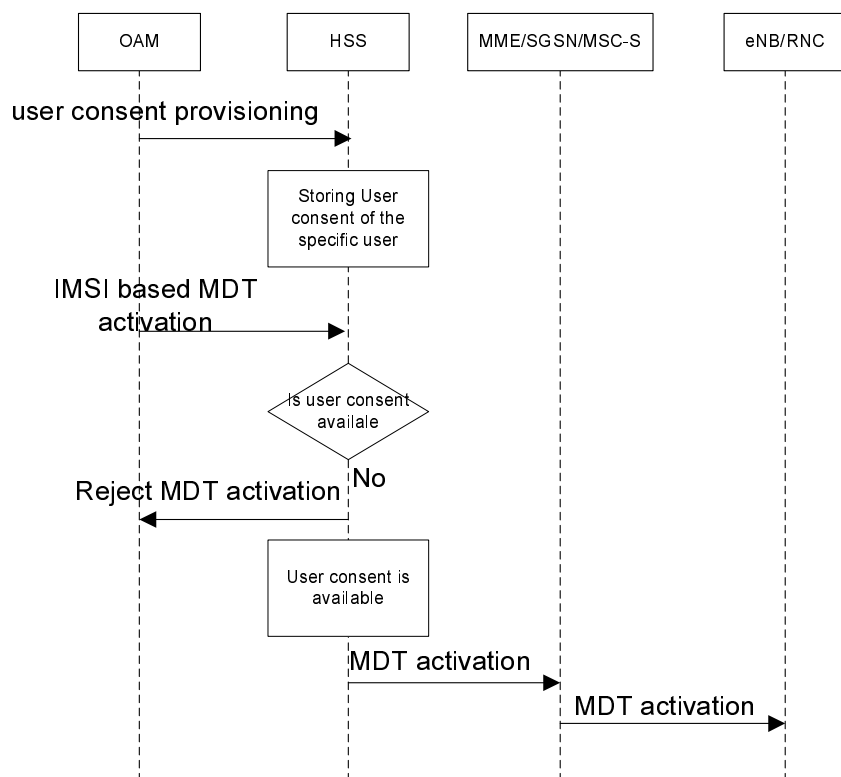 OAM
HSS
MME/SGSN/MSC-S
eNB/RNC
user consent provisioning
Storing User
consent of the
specific user
IMSI based MDT
activation
Is user consent
availale
No
Reject MDT activation
User consent is
available
MDT activation
MDT activation